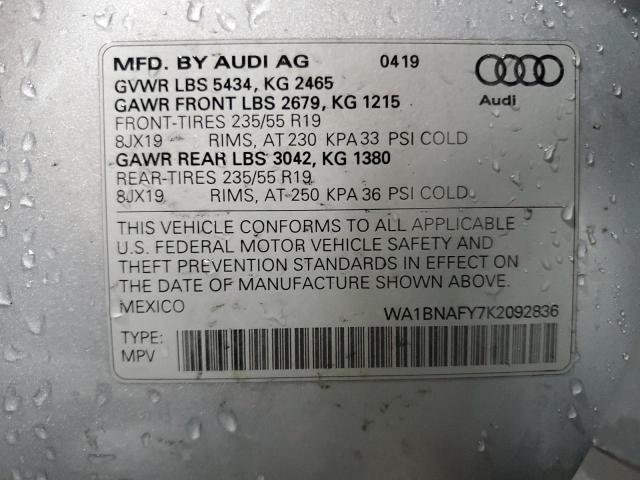 MFD. BY AUDI AG 0419
GVWR LBS 5434, KG 2465
GAWR FRONT LBS 2679, KG 1215
Audi
FRONT-TIRES 235/55 R19
8JX19 RIMS, AT 230 KPA 33 PSI COLD
GAWR REAR LBS 3042, KG 1380
REAR-TIRES 235/55 R19
8JX19 RIMS, AT 250 KPA 36 PSI COLD
THIS VEHICLE CONFORMS TO ALL APPLICABLE
U.S. FEDERAL MOTOR VEHICLE SAFETY AND
THEFT PREVENTION STANDARDS IN EFFECT ON
THE DATE OF MANUFACTURE SHOWN ABOVE.
MEXICO WA1BNAFY7K2092836
TYPE:
MPV